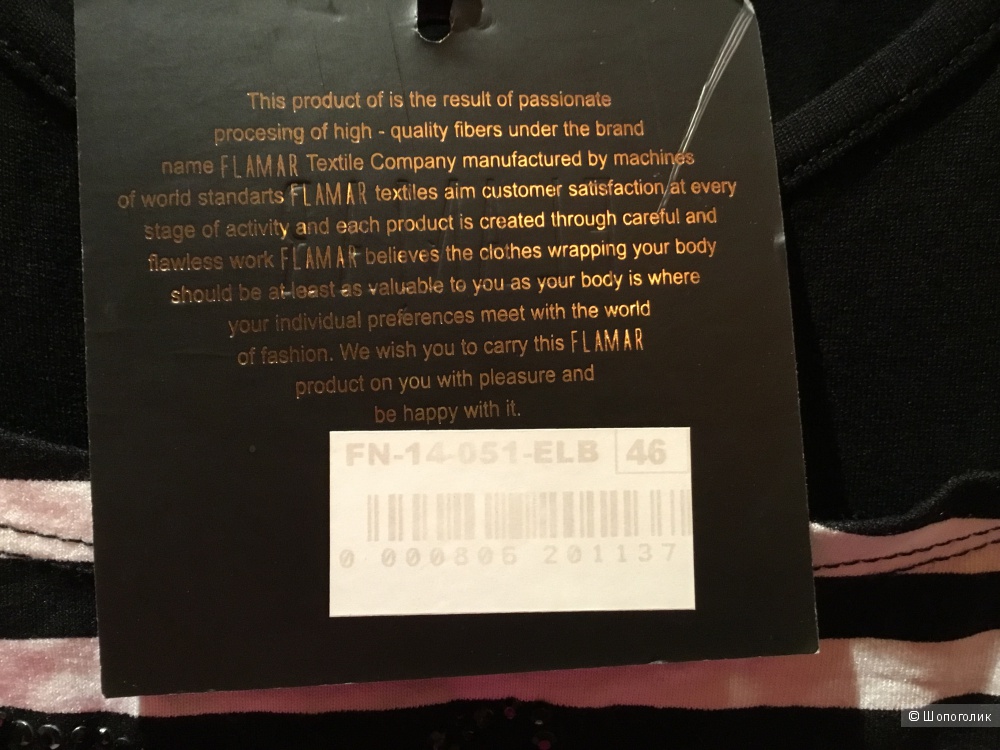 This product of is the result of passionate
procesing of high - quality fibers under the brand
name FLAMAR Textile Company manufactured by machines
of world standarts FLAMAR textiles aim customer satisfaction at every
stage of activity and each product is created through careful and
flawless work FLAMAR believes the clothes wrapping your body
should be at least as valuable to you as your body is where
your individual preferences meet with the world
of fashion. We wish you to carry this FLAMAR
product on you with pleasure and
be happy with it.
FN-14-051-ELB 46
0 000806 201137
© Шопоголик